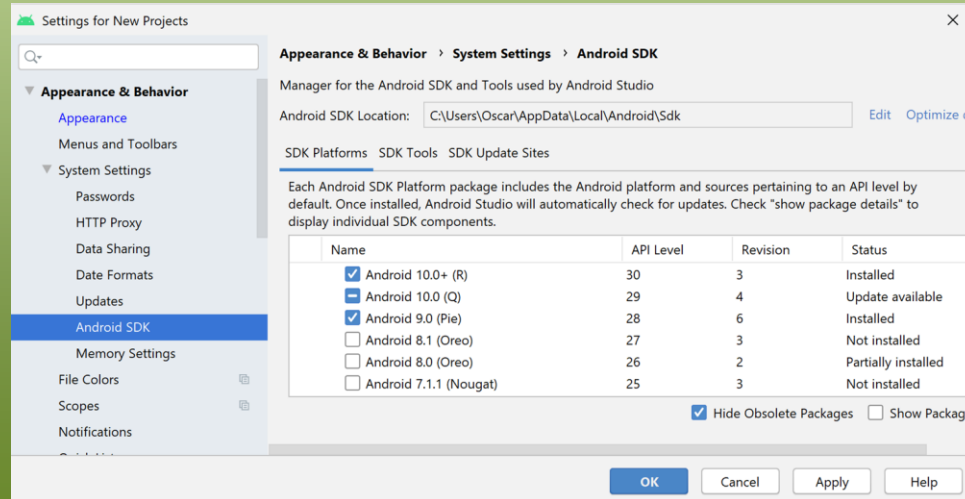 Settings for New Projects
Appearance & Behavior
Appearance
Menus and Toolbars
System Settings
Passwords
HTTP Proxy
Data Sharing
Date Formats
Updates
Android SDK
Memory Settings
File Colors
Scopes
Notifications
Appearance & Behavior › System Settings › Android SDK
Manager for the Android SDK and Tools used by Android Studio
Android SDK Location: C:\Users\Oscar\AppData\Local\Android\Sdk Edit Optimize
SDK Platforms SDK Tools SDK Update Sites
Each Android SDK Platform package includes the Android platform and sources pertaining to an API level by
default. Once installed, Android Studio will automatically check for updates. Check "show package details" to
display individual SDK components.
Name API Level Revision Status
Android 10.0+ (R) 30 3 Installed
Android 10.0 (Q) 29 4 Update available
Android 9.0 (Pie) 28 6 Installed
Android 8.1 (Oreo) 27 3 Not installed
Android 8.0 (Oreo) 26 2 Partially installed
Android 7.1.1 (Nougat) 25 3 Not installed
Hide Obsolete Packages Show Packag
OK Cancel Apply Help